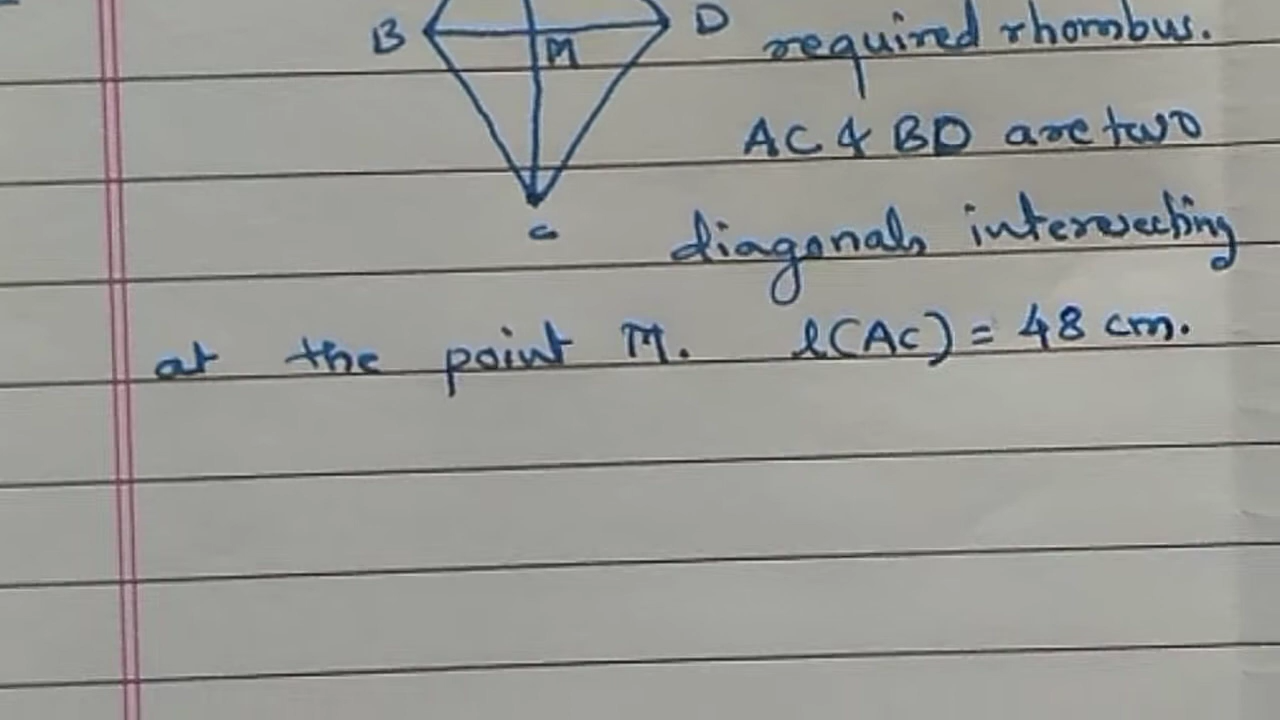 B D required rhombus.
M
AC & BD are two
C diagonals intersecting
at the point M. l(AC) = 48 cm.